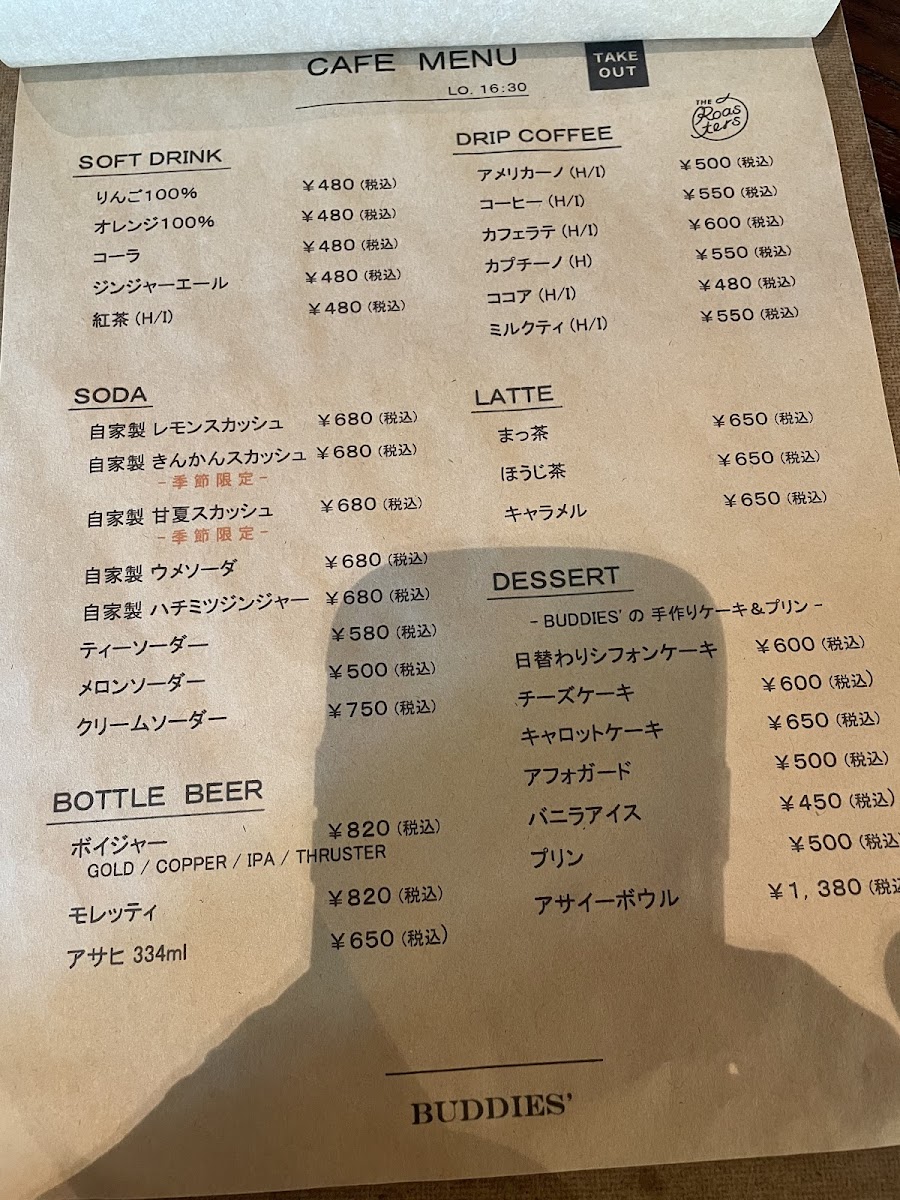 CAFE MENU
TAKE OUT
LO. 16:30
THE Roasters
SOFT DRINK
りんご100% ￥480 (税込)
オレンジ100% ￥480 (税込)
コーラ ￥480 (税込)
ジンジャーエール ￥480 (税込)
紅茶 (H/I) ￥480 (税込)
DRIP COFFEE
アメリカーノ (H/I) ￥500 (税込)
コーヒー (H/I) ￥550 (税込)
カフェラテ (H/I) ￥600 (税込)
カプチーノ (H) ￥550 (税込)
ココア (H/I) ￥480 (税込)
ミルクティ (H/I) ￥550 (税込)
SODA
自家製 レモンスカッシュ ￥680 (税込)
自家製 きんかんスカッシュ ￥680 (税込)
-季節限定-
自家製 甘夏スカッシュ ￥680 (税込)
-季節限定-
自家製 ウメソーダ ￥680 (税込)
自家製 ハチミツジンジャー ￥680 (税込)
ティーソーダー ￥580 (税込)
メロンソーダー ￥500 (税込)
クリームソーダー ￥750 (税込)
LATTE
まっ茶 ￥650 (税込)
ほうじ茶 ￥650 (税込)
キャラメル ￥650 (税込)
DESSERT
- BUDDIES' の 手作りケーキ＆プリン -
日替わりシフォンケーキ ￥600 (税込)
チーズケーキ ￥600 (税込)
キャロットケーキ ￥650 (税込)
アフォガード ￥500 (税込)
バニラアイス ￥450 (税込)
プリン ￥500 (税込
アサイーボウル ￥1,380 (税込
BOTTLE BEER
ボイジャー ￥820 (税込)
GOLD / COPPER / IPA / THRUSTER
モレッティ ￥820 (税込)
アサヒ 334ml ￥650 (税込)
BUDDIES'